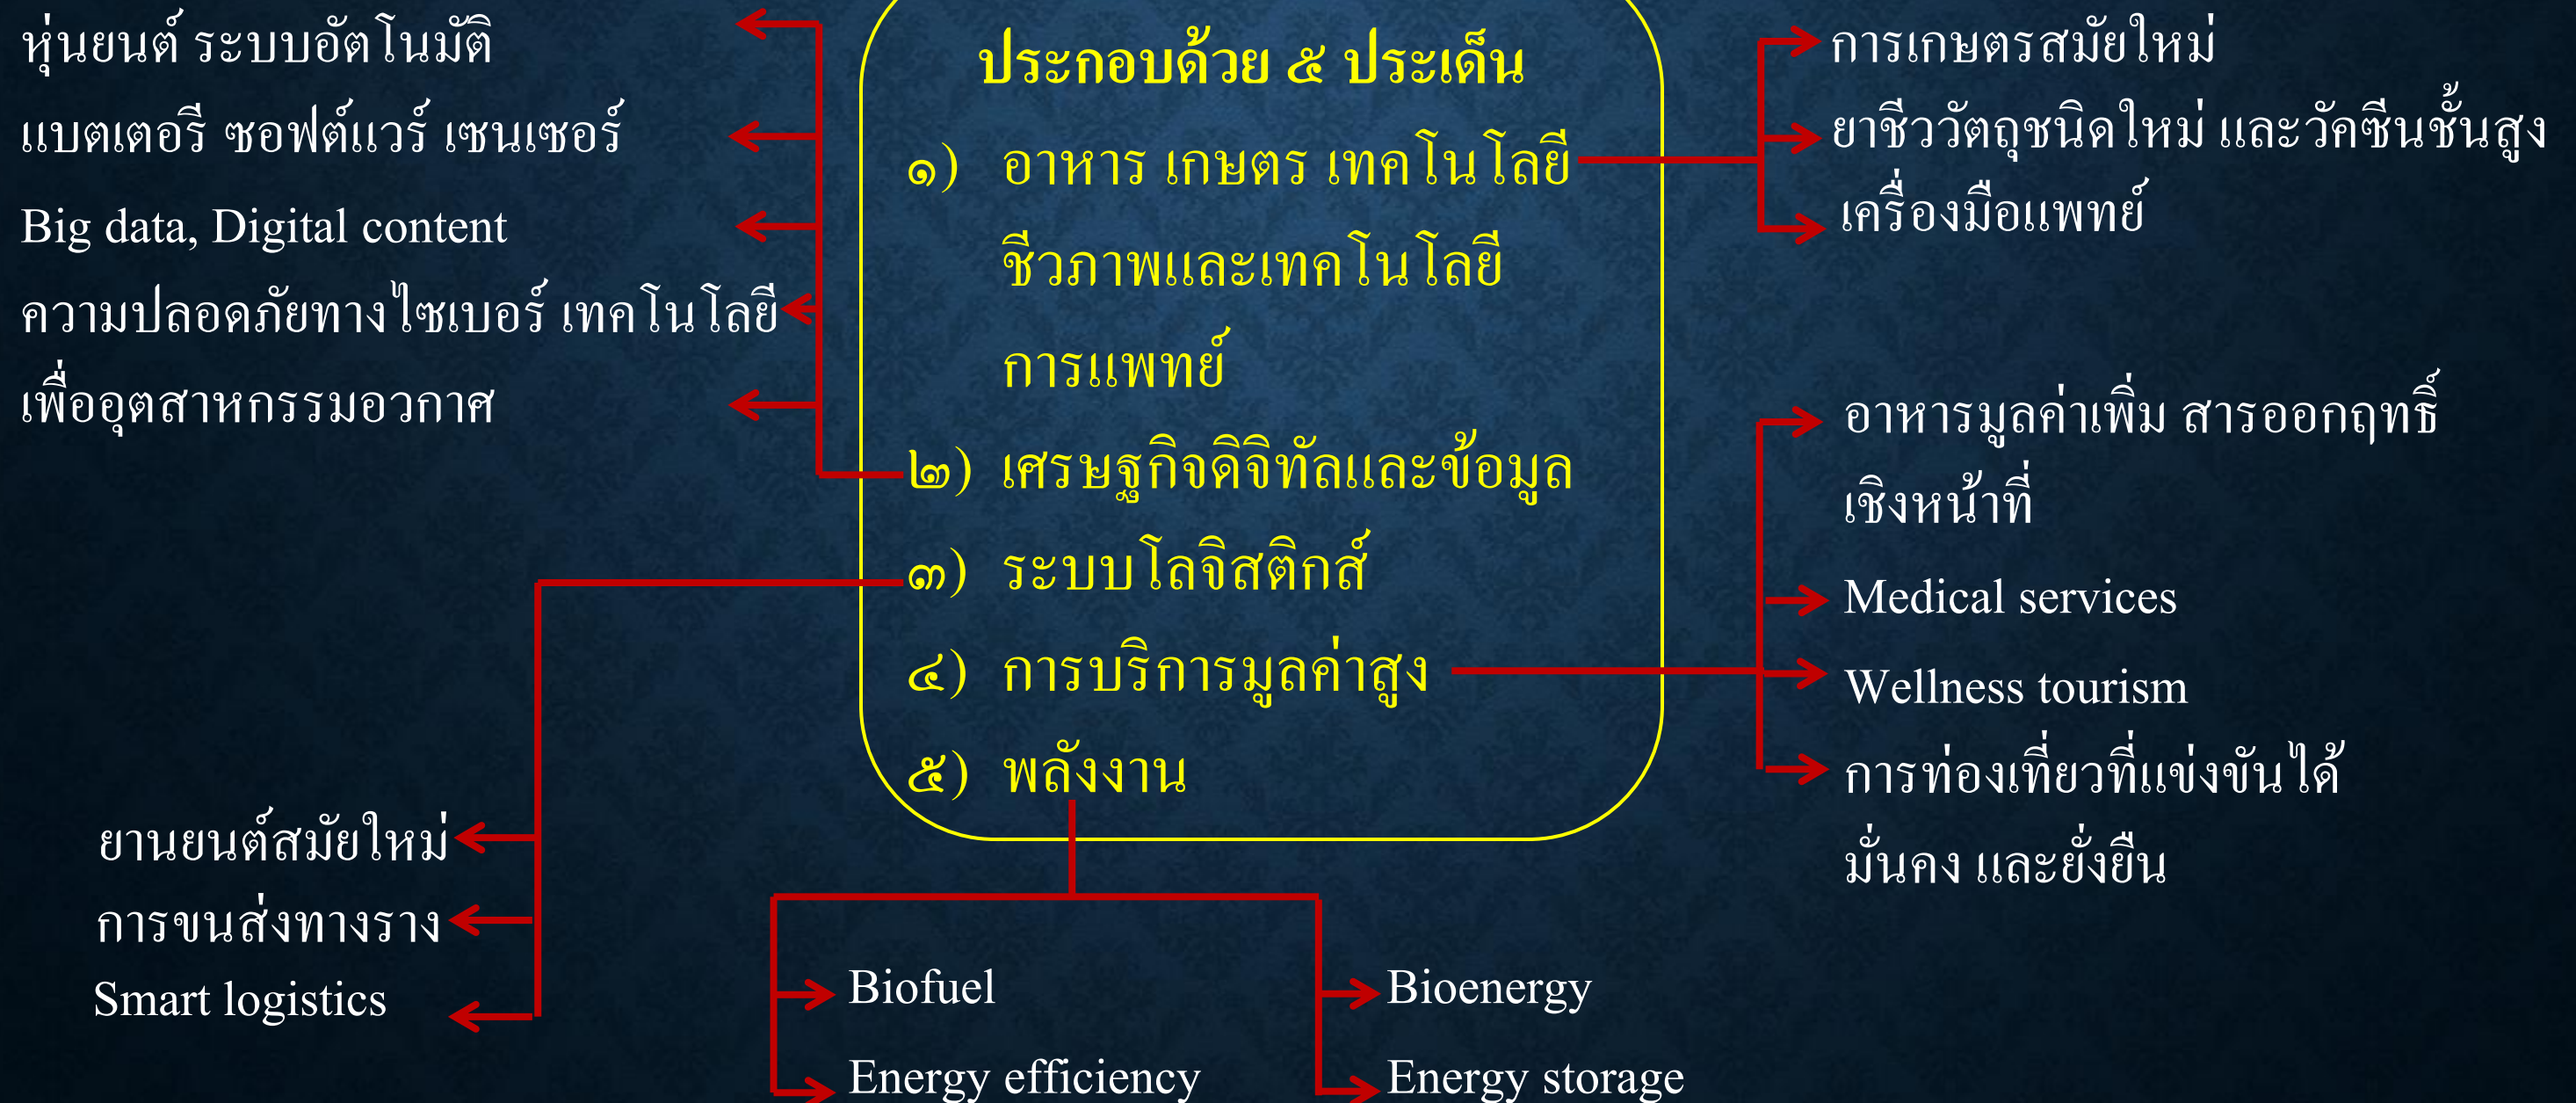 หุ่นยนต์ ระบบอัตโนมัติ
แบตเตอรี ซอฟต์แวร์ เซนเซอร์
Big data, Digital content
ความปลอดภัยทางไซเบอร์ เทคโนโลยี
เพื่ออุตสาหกรรมอวกาศ
ประกอบด้วย ๕ ประเด็น
๑) อาหาร เกษตร เทคโนโลยี
ชีวภาพและเทคโนโลยี
การแพทย์
๒) เศรษฐกิจดิจิทัลและข้อมูล
๓) ระบบโลจิสติกส์
๔) การบริการมูลค่าสูง
๕) พลังงาน
การเกษตรสมัยใหม่
ยาชีววัตถุชนิดใหม่ และวัคซีนชั้นสูง
เครื่องมือแพทย์
อาหารมูลค่าเพิ่ม สารออกฤทธิ์
เชิงหน้าที่
Medical services
Wellness tourism
การท่องเที่ยวที่แข่งขันได้
มั่นคง และยั่งยืน
ยานยนต์สมัยใหม่
การขนส่งทางราง
Smart logistics
Biofuel
Energy efficiency
Bioenergy
Energy storage